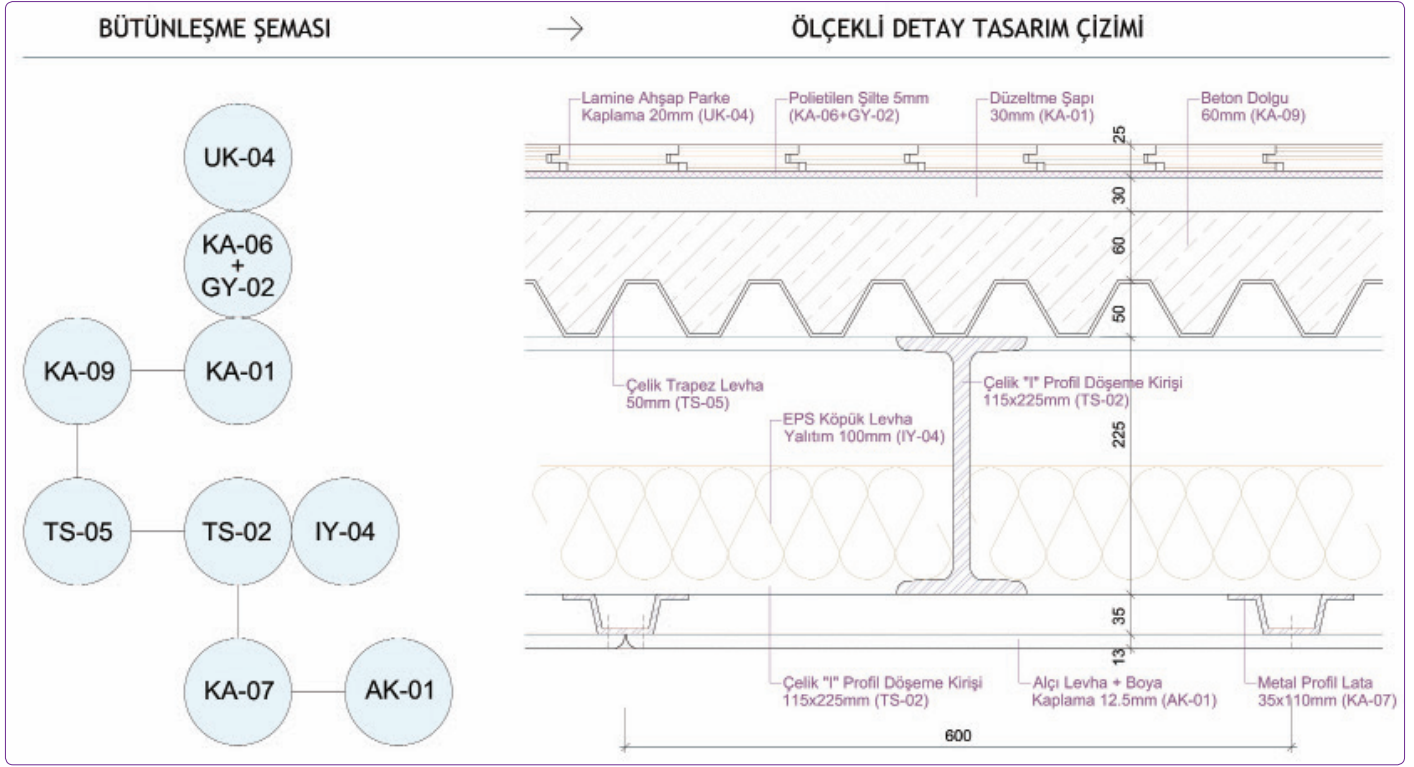 BÜTÜNLEŞME ŞEMASI
ÖLÇEKLİ DETAY TASARIM ÇİZİMİ
UK-04
KA-06
+
GY-02
KA-09
KA-01
TS-05
TS-02
IY-04
KA-07
AK-01
Lamine Ahşap Parke
Kaplama 20mm (UK-04)
Polietilen Şilte 5mm
(KA-06+GY-02)
Düzeltme Şapı
30mm (KA-01)
Beton Dolgu
60mm (KA-09)
25
30
60
50
Çelik Trapez Levha
50mm (TS-05)
Çelik "I" Profil Döşeme Kirişi
115x225mm (TS-02)
EPS Köpük Levha
Yalıtım 100mm (IY-04)
225
35
13
Çelik "I" Profil Döşeme Kirişi
115x225mm (TS-02)
Alçı Levha + Boya
Kaplama 12.5mm (AK-01)
Metal Profil Lata
35x110mm (KA-07)
600